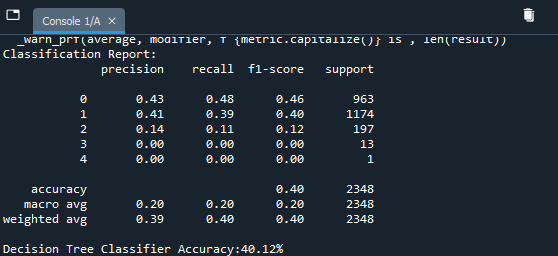 Console 1/A
_warn_prf(average, modifier, f"{metric.capitalize()} is", len(result))
Classification Report:
precision recall f1-score support
0 0.43 0.48 0.46 963
1 0.41 0.39 0.40 1174
2 0.14 0.11 0.12 197
3 0.00 0.00 0.00 13
4 0.00 0.00 0.00 1
accuracy 0.40 2348
macro avg 0.20 0.20 0.20 2348
weighted avg 0.39 0.40 0.40 2348
Decision Tree Classifier Accuracy:40.12%